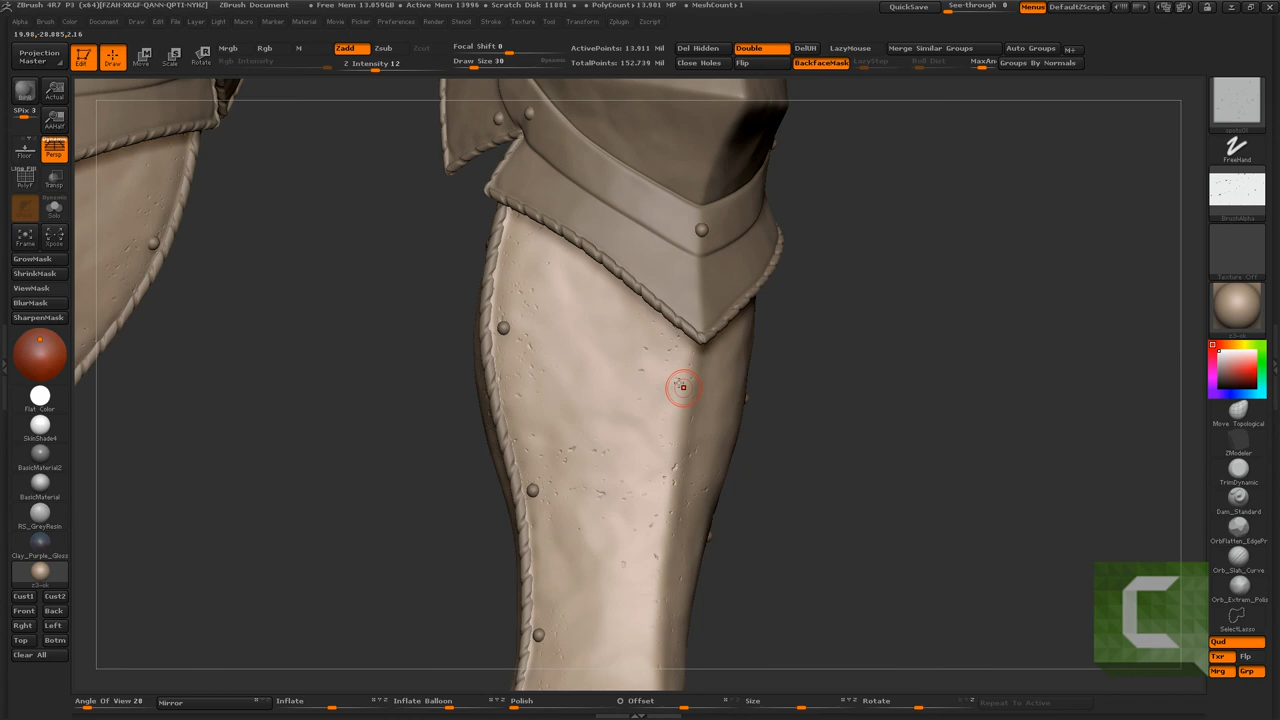 ZBrush 4R7 P3 (x64)[FZAH-XKGF-QANN-QPTI-NYHZ] ZBrush Document • Free Mem 13.059GB • Active Mem 13996 • Scratch Disk 11081 • PolyCount▸13.901 MP • MeshCount▸1 QuickSave See-through 0 Menus DefaultZScript
Alpha Brush Color Document Draw Edit File Layer Light Macro Marker Material Movie Picker Preferences Render Stencil Stroke Texture Tool Transform Zplugin Zscript
19.98,-28.885,2.16
Projection Master Edit Draw Move Scale Rotate
Mrgb Rgb M Zadd Zsub Zcut Focal Shift 0 ActivePoints: 13.911 Mil Del Hidden Double DelUH LazyMouse Merge Similar Groups Auto Groups
Rgb Intensity Z Intensity 12 Draw Size 30 Dynamic TotalPoints: 152.739 Mil Close Holes Flip BackfaceMask LazyStep Roll Dist MaxAn Groups By Normals
SPix 3 Actual
AAHalf
Floor Dynamic Persp
Line Fill PolyF Transp
Dynamic Solo
Frame Xpose
GrowMask
ShrinkMask
ViewMask
BlurMask
SharpenMask
Flat Color
SkinShade4
BasicMaterial2
BasicMaterial
RS_GreyResin
Clay_Purple_Gloss
Cust1 Cust2
Front Back
Rght Left
Top Botm
Clear All
FreeHand
BrushAlpha
Texture Off
Move Topological
ZModeler
TrimDynamic
Dam_Standard
OrbFlatten_EdgePr
Orb_Slash_Curve
Orb_Extrem_Polis
SelectLasso
Qud
Txr Flp
Mrg Grp
C
Angle Of View 28 Mirror Inflate Inflate Balloon Polish Offset Size Rotate Repeat To Active